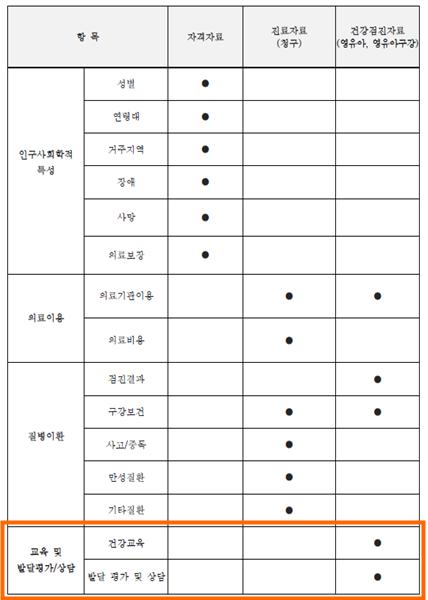 항 목 자격자료 진료자료 건강검진자료
(청구) (영유아, 영유아구강)
인구사회학적
특성
성별 ●
연령대 ●
거주지역 ●
장애 ●
사망 ●
의료보장 ●
의료이용
의료기관이용 ● ●
의료비용 ●
질병이환
검진결과 ●
구강보건 ● ●
사고/중독 ●
만성질환 ●
기타질환 ●
교육 및
발달평가/상담
건강교육 ●
발달 평가 및 상담 ●